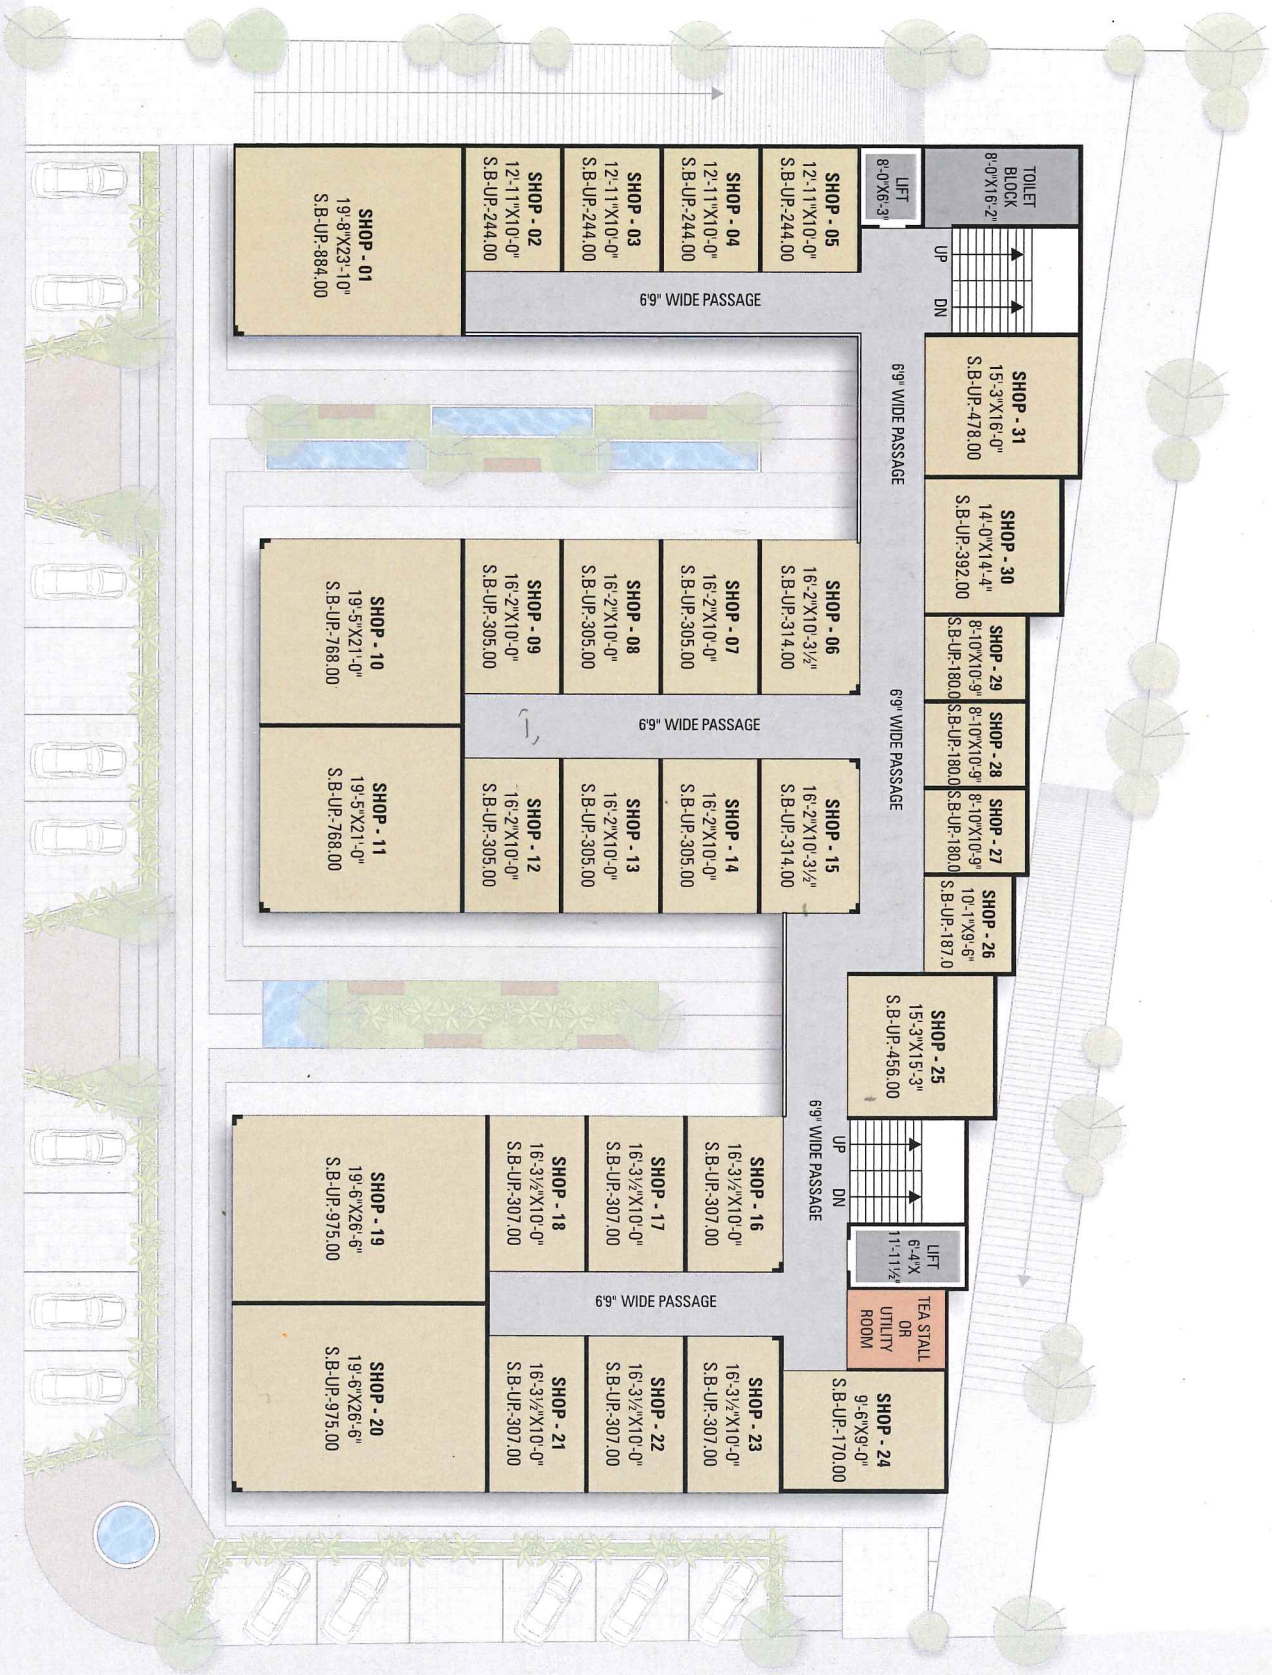 SHOP - 01
19'-8"X23'-10"
S.B-UP.-884.00
SHOP - 02
12'-11"X10'-0"
S.B-UP.-244.00
SHOP - 03
12'-11"X10'-0"
S.B-UP.-244.00
SHOP - 04
12'-11"X10'-0"
S.B-UP.-244.00
SHOP - 05
12'-11"X10'-0"
S.B-UP.-244.00
LIFT
8'-0"X6'-3"
TOILET
BLOCK
8'-0"X16'-2"
UP
DN
6'9" WIDE PASSAGE
6'9" WIDE PASSAGE
SHOP - 31
15'-3"X16'-0"
S.B-UP.-478.00
SHOP - 30
14'-0"X14'-4"
S.B-UP.-392.00
SHOP - 29
8'-10"X10'-9"
S.B-UP.-180.0
SHOP - 28
8'-10"X10'-9"
S.B-UP.-180.0
SHOP - 27
8'-10"X10'-9"
S.B-UP.-180.0
SHOP - 26
10'-1"X9'-6"
S.B-UP.-187.0
SHOP - 06
16'-2"X10'-3½"
S.B-UP.-314.00
SHOP - 07
16'-2"X10'-0"
S.B-UP.-305.00
SHOP - 08
16'-2"X10'-0"
S.B-UP.-305.00
SHOP - 09
16'-2"X10'-0"
S.B-UP.-305.00
SHOP - 10
19'-5"X21'-0"
S.B-UP.-768.00
6'9" WIDE PASSAGE
6'9" WIDE PASSAGE
SHOP - 11
19'-5"X21'-0"
S.B-UP.-768.00
SHOP - 12
16'-2"X10'-0"
S.B-UP.-305.00
SHOP - 13
16'-2"X10'-0"
S.B-UP.-305.00
SHOP - 14
16'-2"X10'-0"
S.B-UP.-305.00
SHOP - 15
16'-2"X10'-3½"
S.B-UP.-314.00
SHOP - 25
15'-3"X15'-3"
S.B-UP.-456.00
6'9" WIDE PASSAGE
UP
DN
LIFT
6'-4"X
11'-11½"
TEA STALL
OR
UTILITY
ROOM
SHOP - 16
16'-3½"X10'-0"
S.B-UP.-307.00
SHOP - 17
16'-3½"X10'-0"
S.B-UP.-307.00
SHOP - 18
16'-3½"X10'-0"
S.B-UP.-307.00
SHOP - 19
19'-6"X26'-6"
S.B-UP.-975.00
6'9" WIDE PASSAGE
SHOP - 20
19'-6"X26'-6"
S.B-UP.-975.00
SHOP - 21
16'-3½"X10'-0"
S.B-UP.-307.00
SHOP - 22
16'-3½"X10'-0"
S.B-UP.-307.00
SHOP - 23
16'-3½"X10'-0"
S.B-UP.-307.00
SHOP - 24
9'-6"X9'-0"
S.B-UP.-170.00